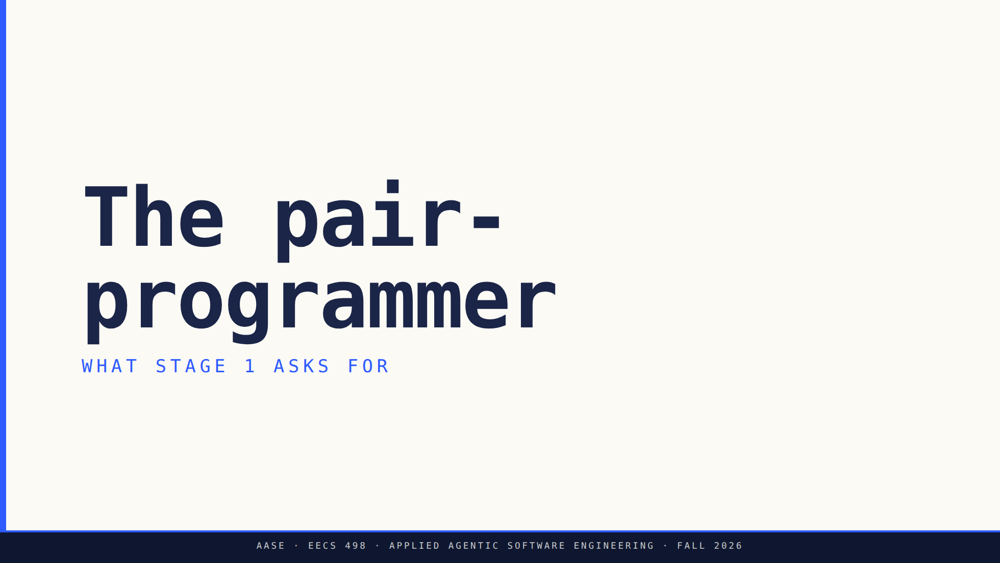 The pair-
programmer
WHAT STAGE 1 ASKS FOR
AASE · EECS 498 · APPLIED AGENTIC SOFTWARE ENGINEERING · FALL 2026